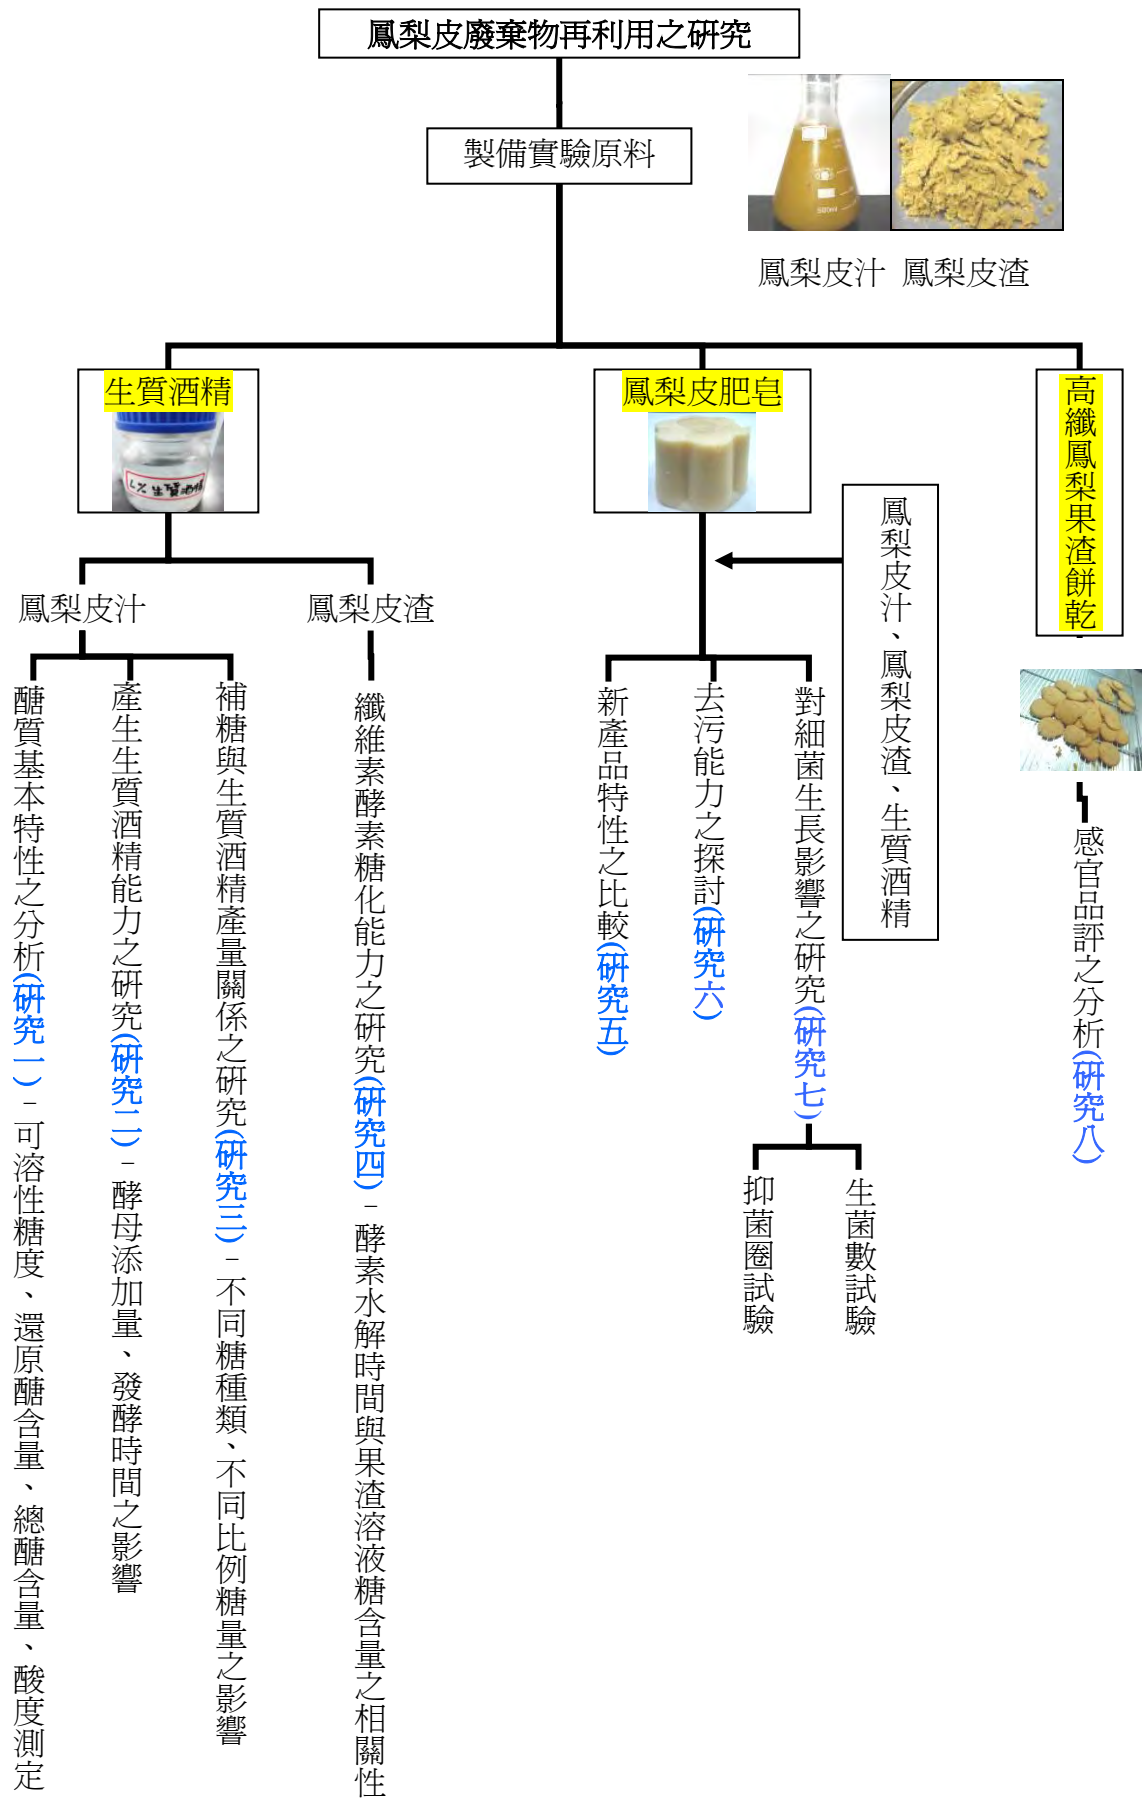 鳳梨皮廢棄物再利用之研究
製備實驗原料
鳳梨皮汁
鳳梨皮渣
生質酒精
鳳梨皮肥皂
高纖鳳梨果渣餅乾
鳳梨皮汁、鳳梨皮渣、生質酒精
鳳梨皮汁
鳳梨皮渣
醣質基本特性之分析(研究一)－可溶性糖度、還原醣含量、總醣含量、酸度測定
產生生質酒精能力之研究(研究二)－酵母添加量、發酵時間之影響
補糖與生質酒精產量關係之研究(研究三)－不同糖種類、不同比例糖量之影響
纖維素酵素糖化能力之研究(研究四)－酵素水解時間與果渣溶液糖含量之相關性
新產品特性之比較(研究五)
去污能力之探討(研究六)
對細菌生長影響之研究(研究七)
抑菌圈試驗
生菌數試驗
感官品評之分析(研究八)